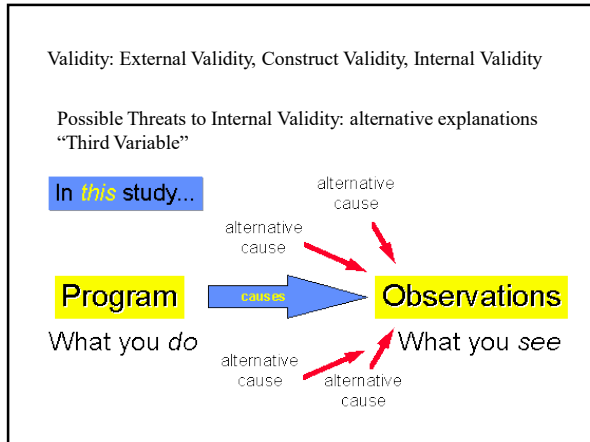 Validity: External Validity, Construct Validity, Internal Validity
Possible Threats to Internal Validity: alternative explanations
“Third Variable”
In this study...
alternative
cause
alternative
cause
Program
causes
Observations
What you do
What you see
alternative
cause
alternative
cause